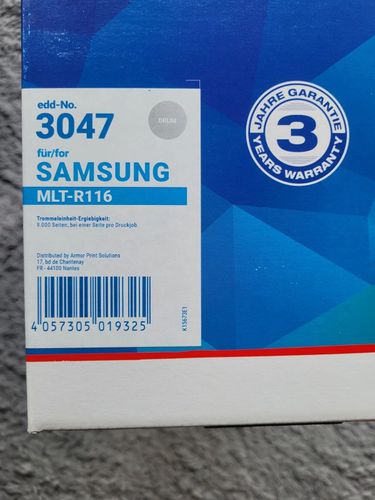 edd-No.
3047
DRUM
für/for
SAMSUNG
MLT-R116
Trommeleinheit-Ergiebigkeit:
9.000 Seiten, bei einer Seite pro Druckjob.
Distributed by Armor Print Solutions
17, bd de Chantenay
FR - 44100 Nantes
4 057305 019325
K15673E1
JAHRE GARANTIE
3
YEARS WARRANTY